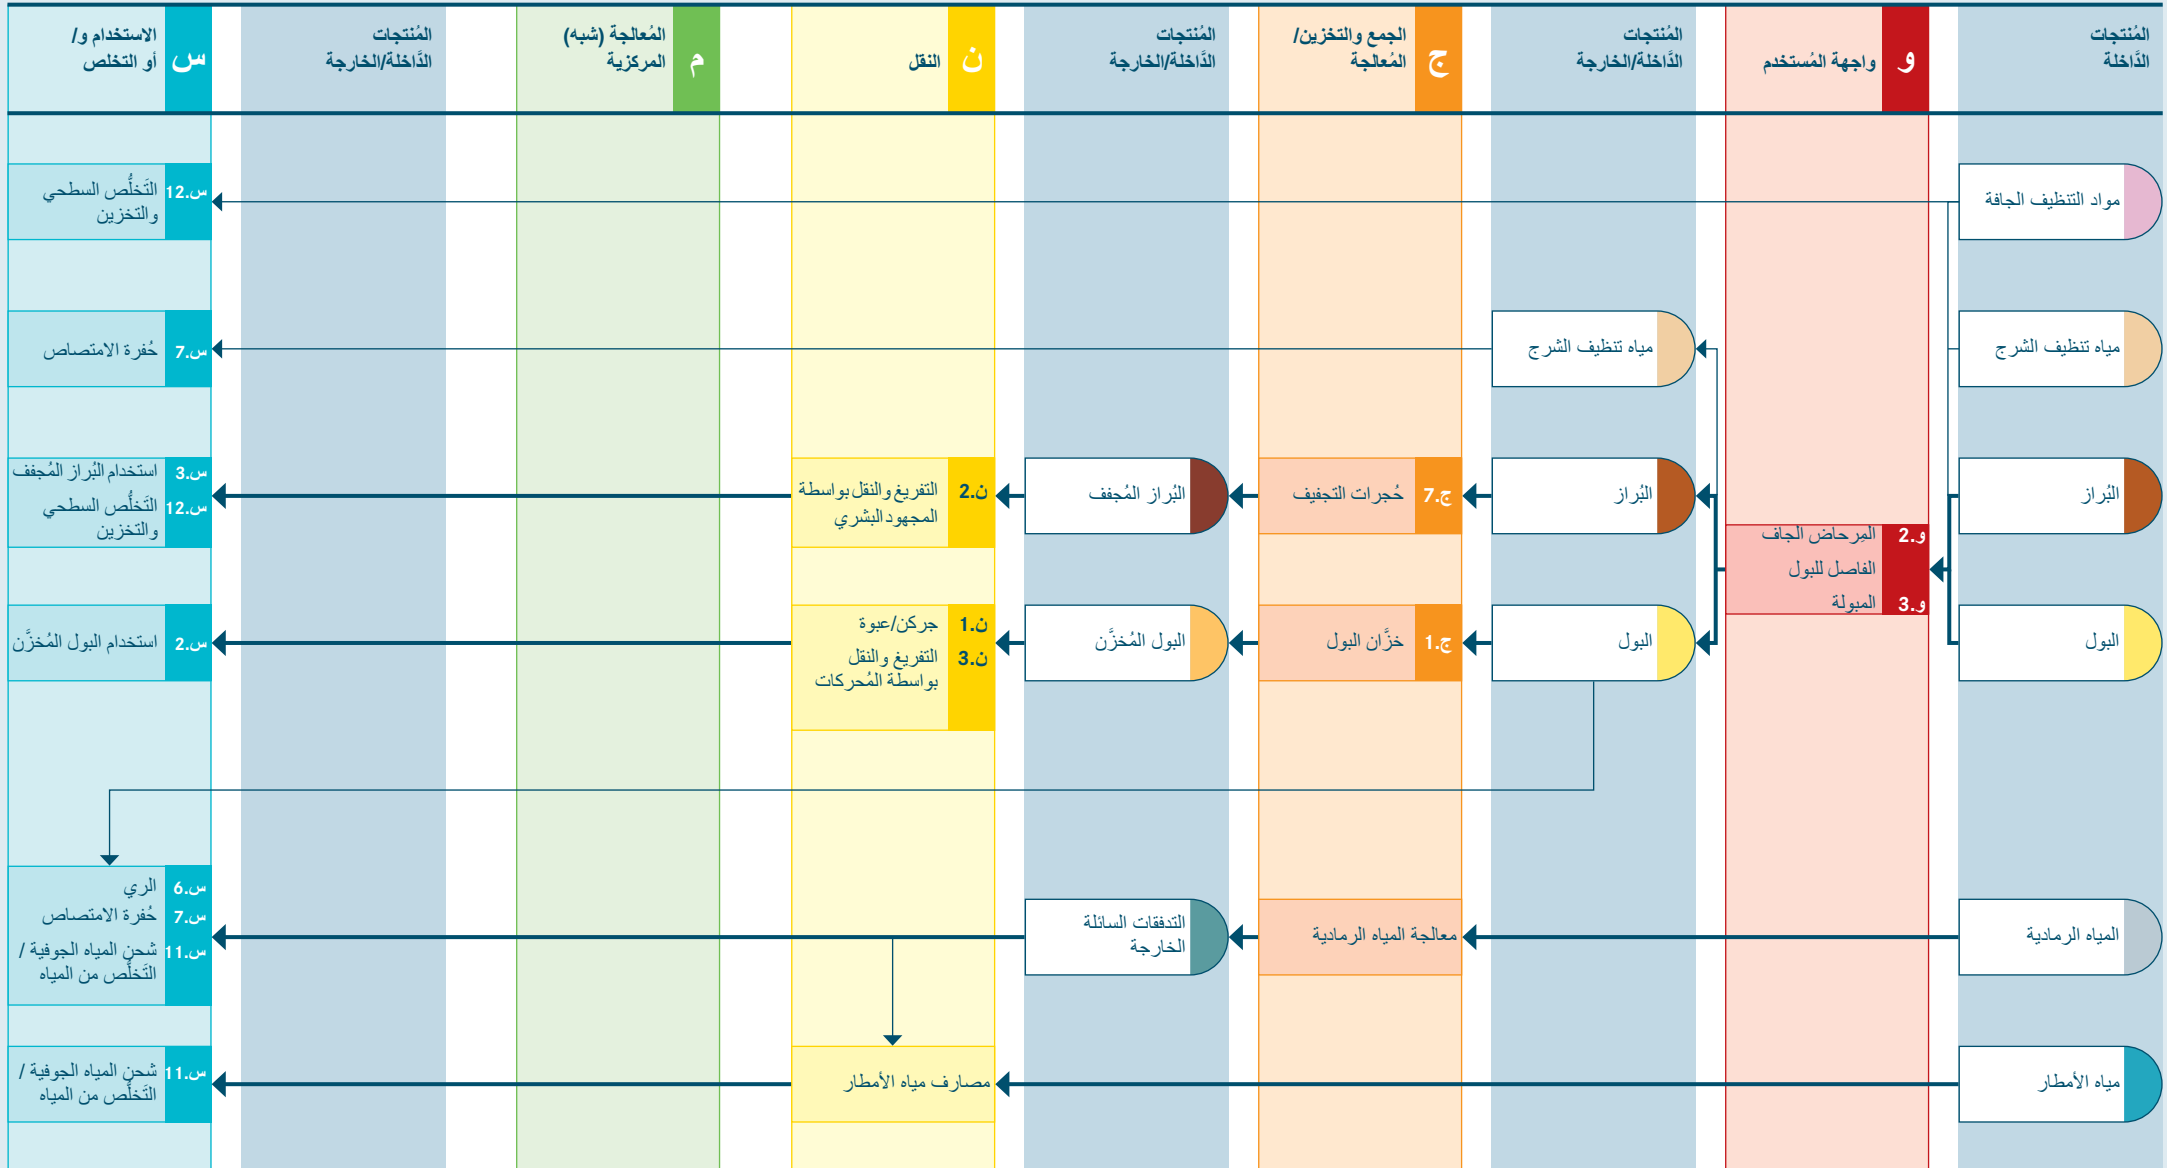 المُنتجات
الدَّاخلة
و
واجهة المُستخدم
المُنتجات
الدَّاخلة/الخارجة
ج
الجمع والتخزين/
المُعالجة
المُنتجات
الدَّاخلة/الخارجة
ن
النقل
م
المُعالجة (شبه)
المركزية
المُنتجات
الدَّاخلة/الخارجة
س
الاستخدام و/
أو التخلص
مواد التنظيف الجافة
س.12
التَخلُّص السطحي
والتخزين
مياه تنظيف الشرج
مياه تنظيف الشرج
س.7
حُفرة الامتصاص
البُراز
البُراز
ج.7
حُجرات التجفيف
البُراز المُجفف
ن.2
التفريغ والنقل بواسطة
المجهود البشري
س.3
استخدام البُراز المُجفف
س.12
التَخلُّص السطحي
والتخزين
و.2
المِرحاض الجاف
الفاصل للبول
و.3
المبولة
البول
البول
ج.1
خزَّان البول
البول المُخزَّن
ن.1
جركن/عبوة
ن.3
التفريغ والنقل
بواسطة المُحركات
س.2
استخدام البول المُخزَّن
المياه الرمادية
معالجة المياه الرمادية
التدفقات السائلة
الخارجة
س.6
الري
س.7
حُفرة الامتصاص
س.11
شحن المياه الجوفية /
التَخلُّص من المياه
مياه الأمطار
مصارف مياه الأمطار
س.11
شحن المياه الجوفية /
التَخلُّص من المياه